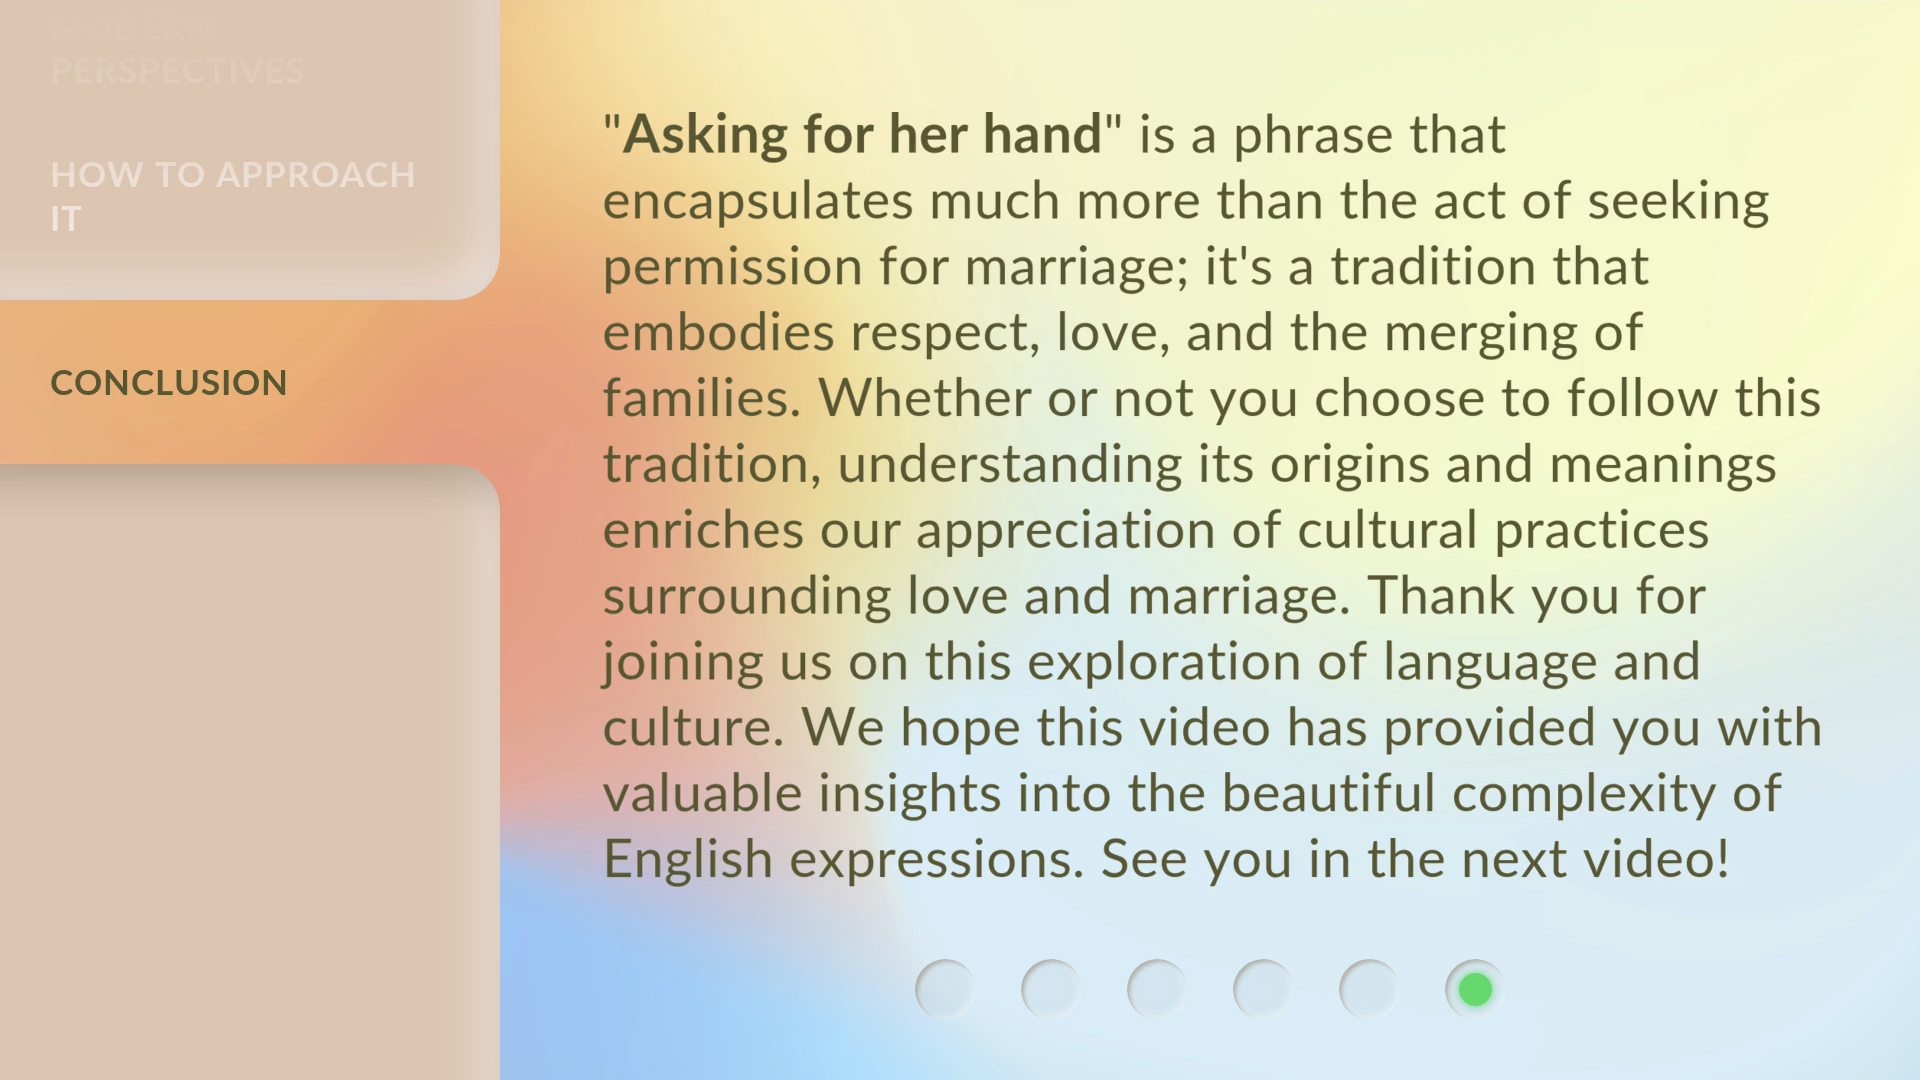 MODERN
PERSPECTIVES
HOW TO APPROACH
IT
CONCLUSION
"Asking for her hand" is a phrase that
encapsulates much more than the act of seeking
permission for marriage; it's a tradition that
embodies respect, love, and the merging of
families. Whether or not you choose to follow this
tradition, understanding its origins and meanings
enriches our appreciation of cultural practices
surrounding love and marriage. Thank you for
joining us on this exploration of language and
culture. We hope this video has provided you with
valuable insights into the beautiful complexity of
English expressions. See you in the next video!